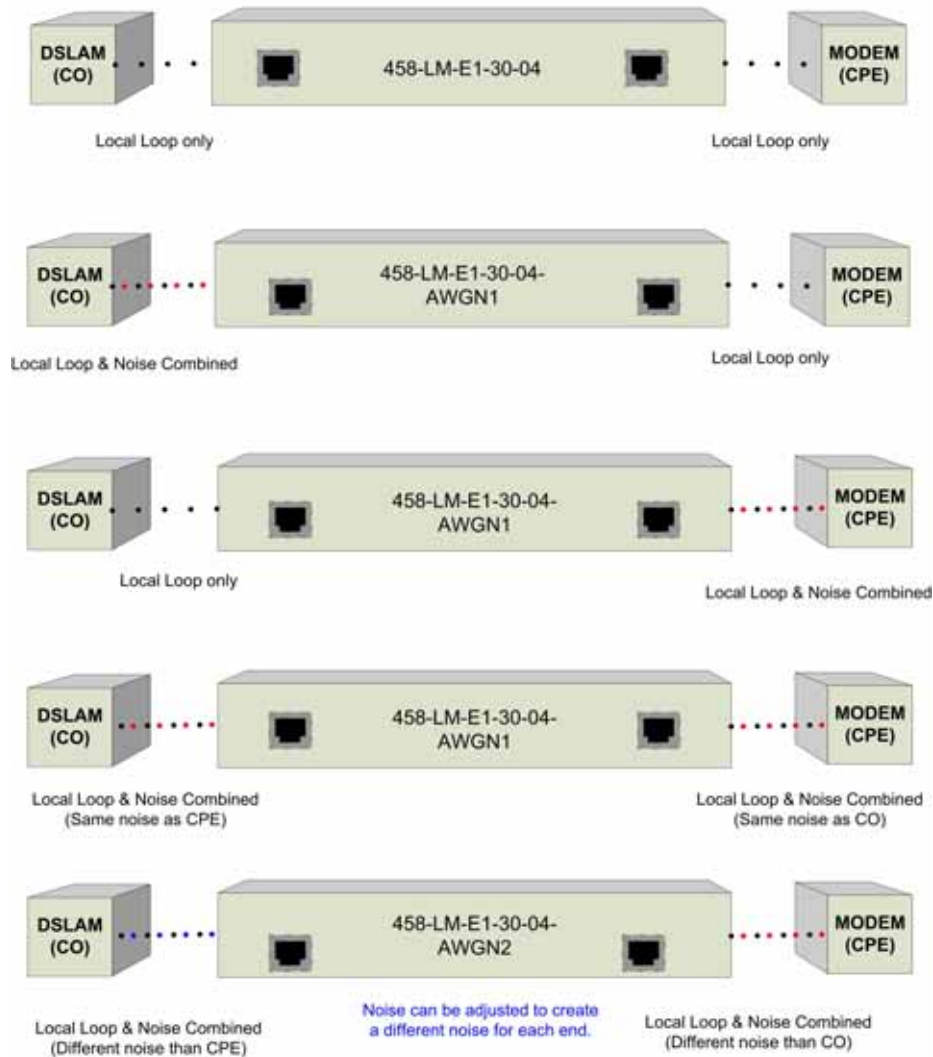 DSLAM
(CO)
458-LM-E1-30-04
MODEM
(CPE)
Local Loop only
Local Loop only
DSLAM
(CO)
458-LM-E1-30-04-
AWGN1
MODEM
(CPE)
Local Loop & Noise Combined
Local Loop only
DSLAM
(CO)
458-LM-E1-30-04-
AWGN1
MODEM
(CPE)
Local Loop only
Local Loop & Noise Combined
DSLAM
(CO)
458-LM-E1-30-04-
AWGN1
MODEM
(CPE)
Local Loop & Noise Combined
(Same noise as CPE)
Local Loop & Noise Combined
(Same noise as CO)
DSLAM
(CO)
458-LM-E1-30-04-
AWGN2
MODEM
(CPE)
Local Loop & Noise Combined
(Different noise than CPE)
Noise can be adjusted to create
a different noise for each end.
Local Loop & Noise Combined
(Different noise than CO)